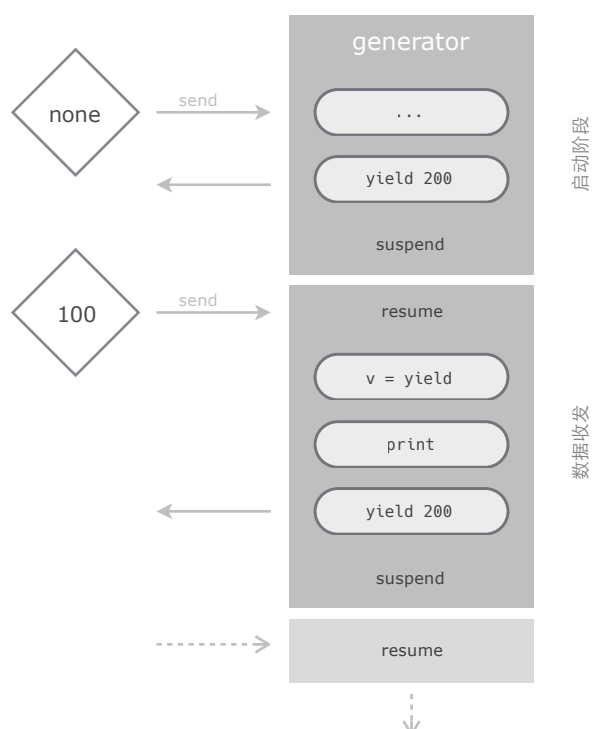 generator
none
send
...
yield 200
启动阶段
suspend
100
send
resume
v = yield
print
数据收发
yield 200
suspend
resume